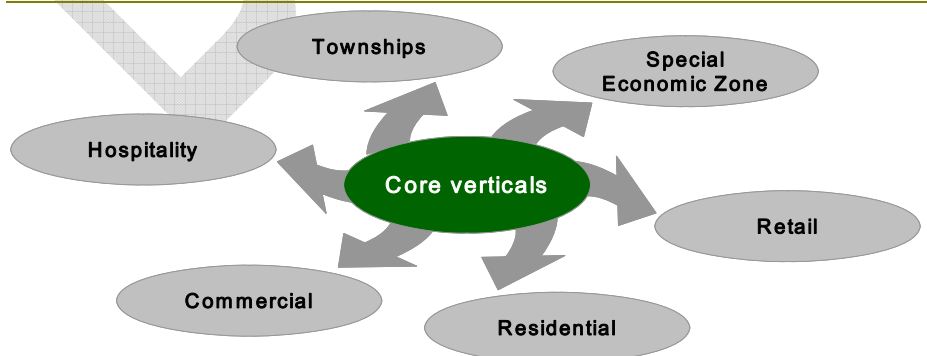 Townships
Special
Economic Zone
Hospitality
Core verticals
Retail
Commercial
Residential